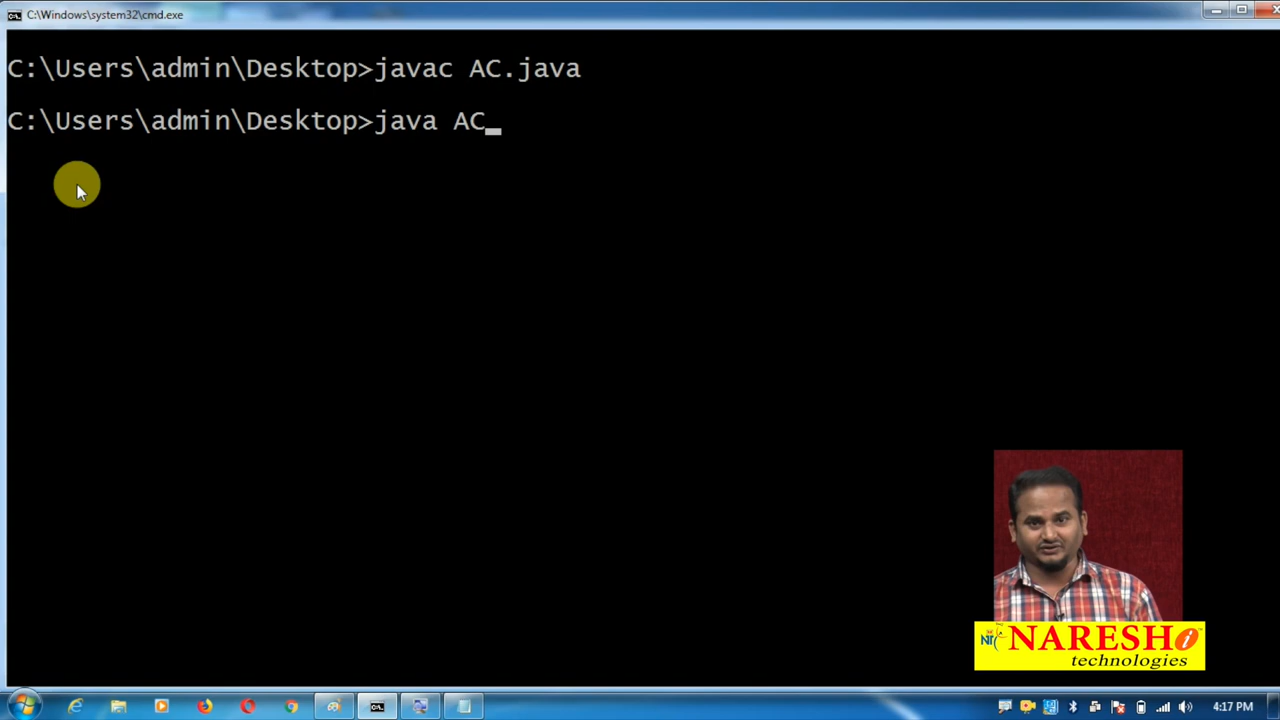 C:\Windows\system32\cmd.exe
C:\Users\admin\Desktop>javac AC.java
C:\Users\admin\Desktop>java AC_
NARESH i
technologies
4:17 PM